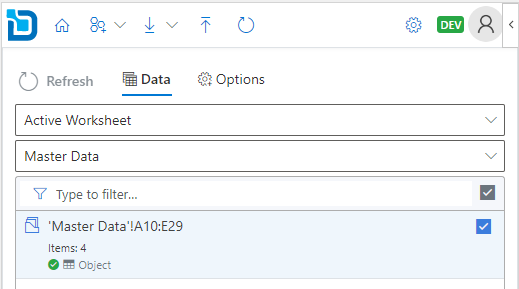 DEV
Refresh
Data
Options
Active Worksheet
Master Data
Type to filter...
'Master Data'!A10:E29
Items: 4
Object